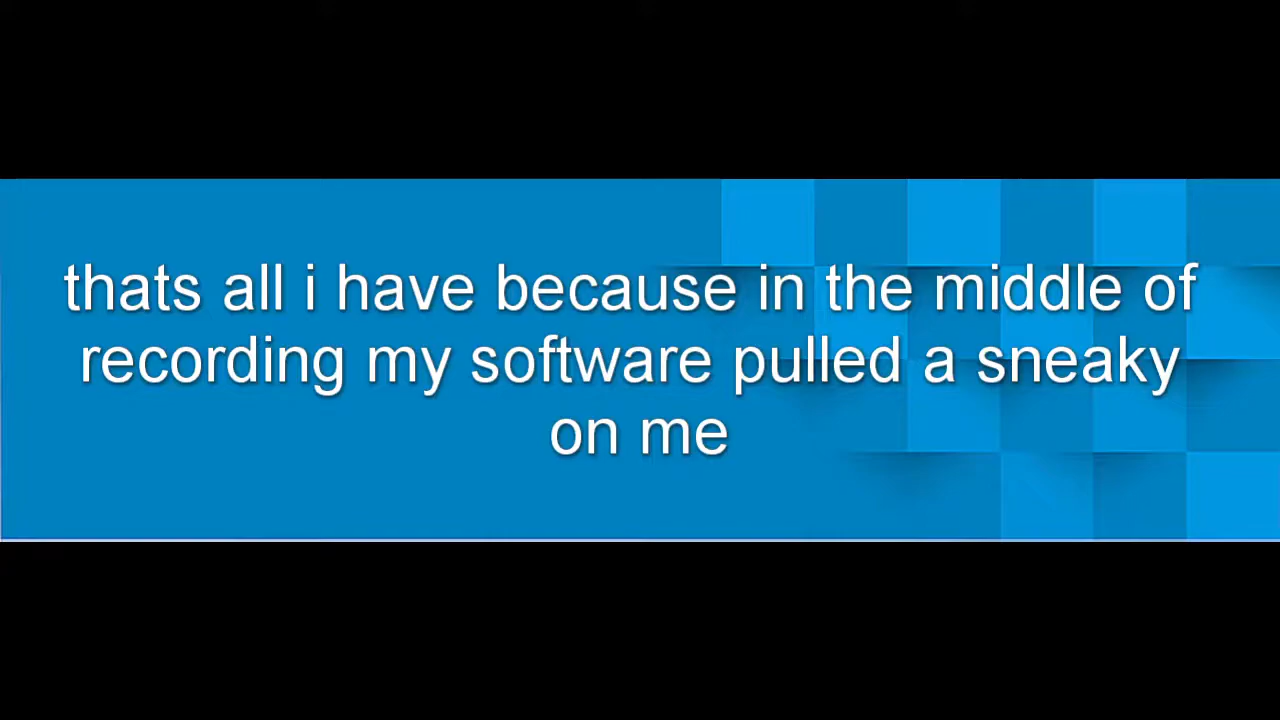 thats all i have because in the middle of
recording my software pulled a sneaky
on me